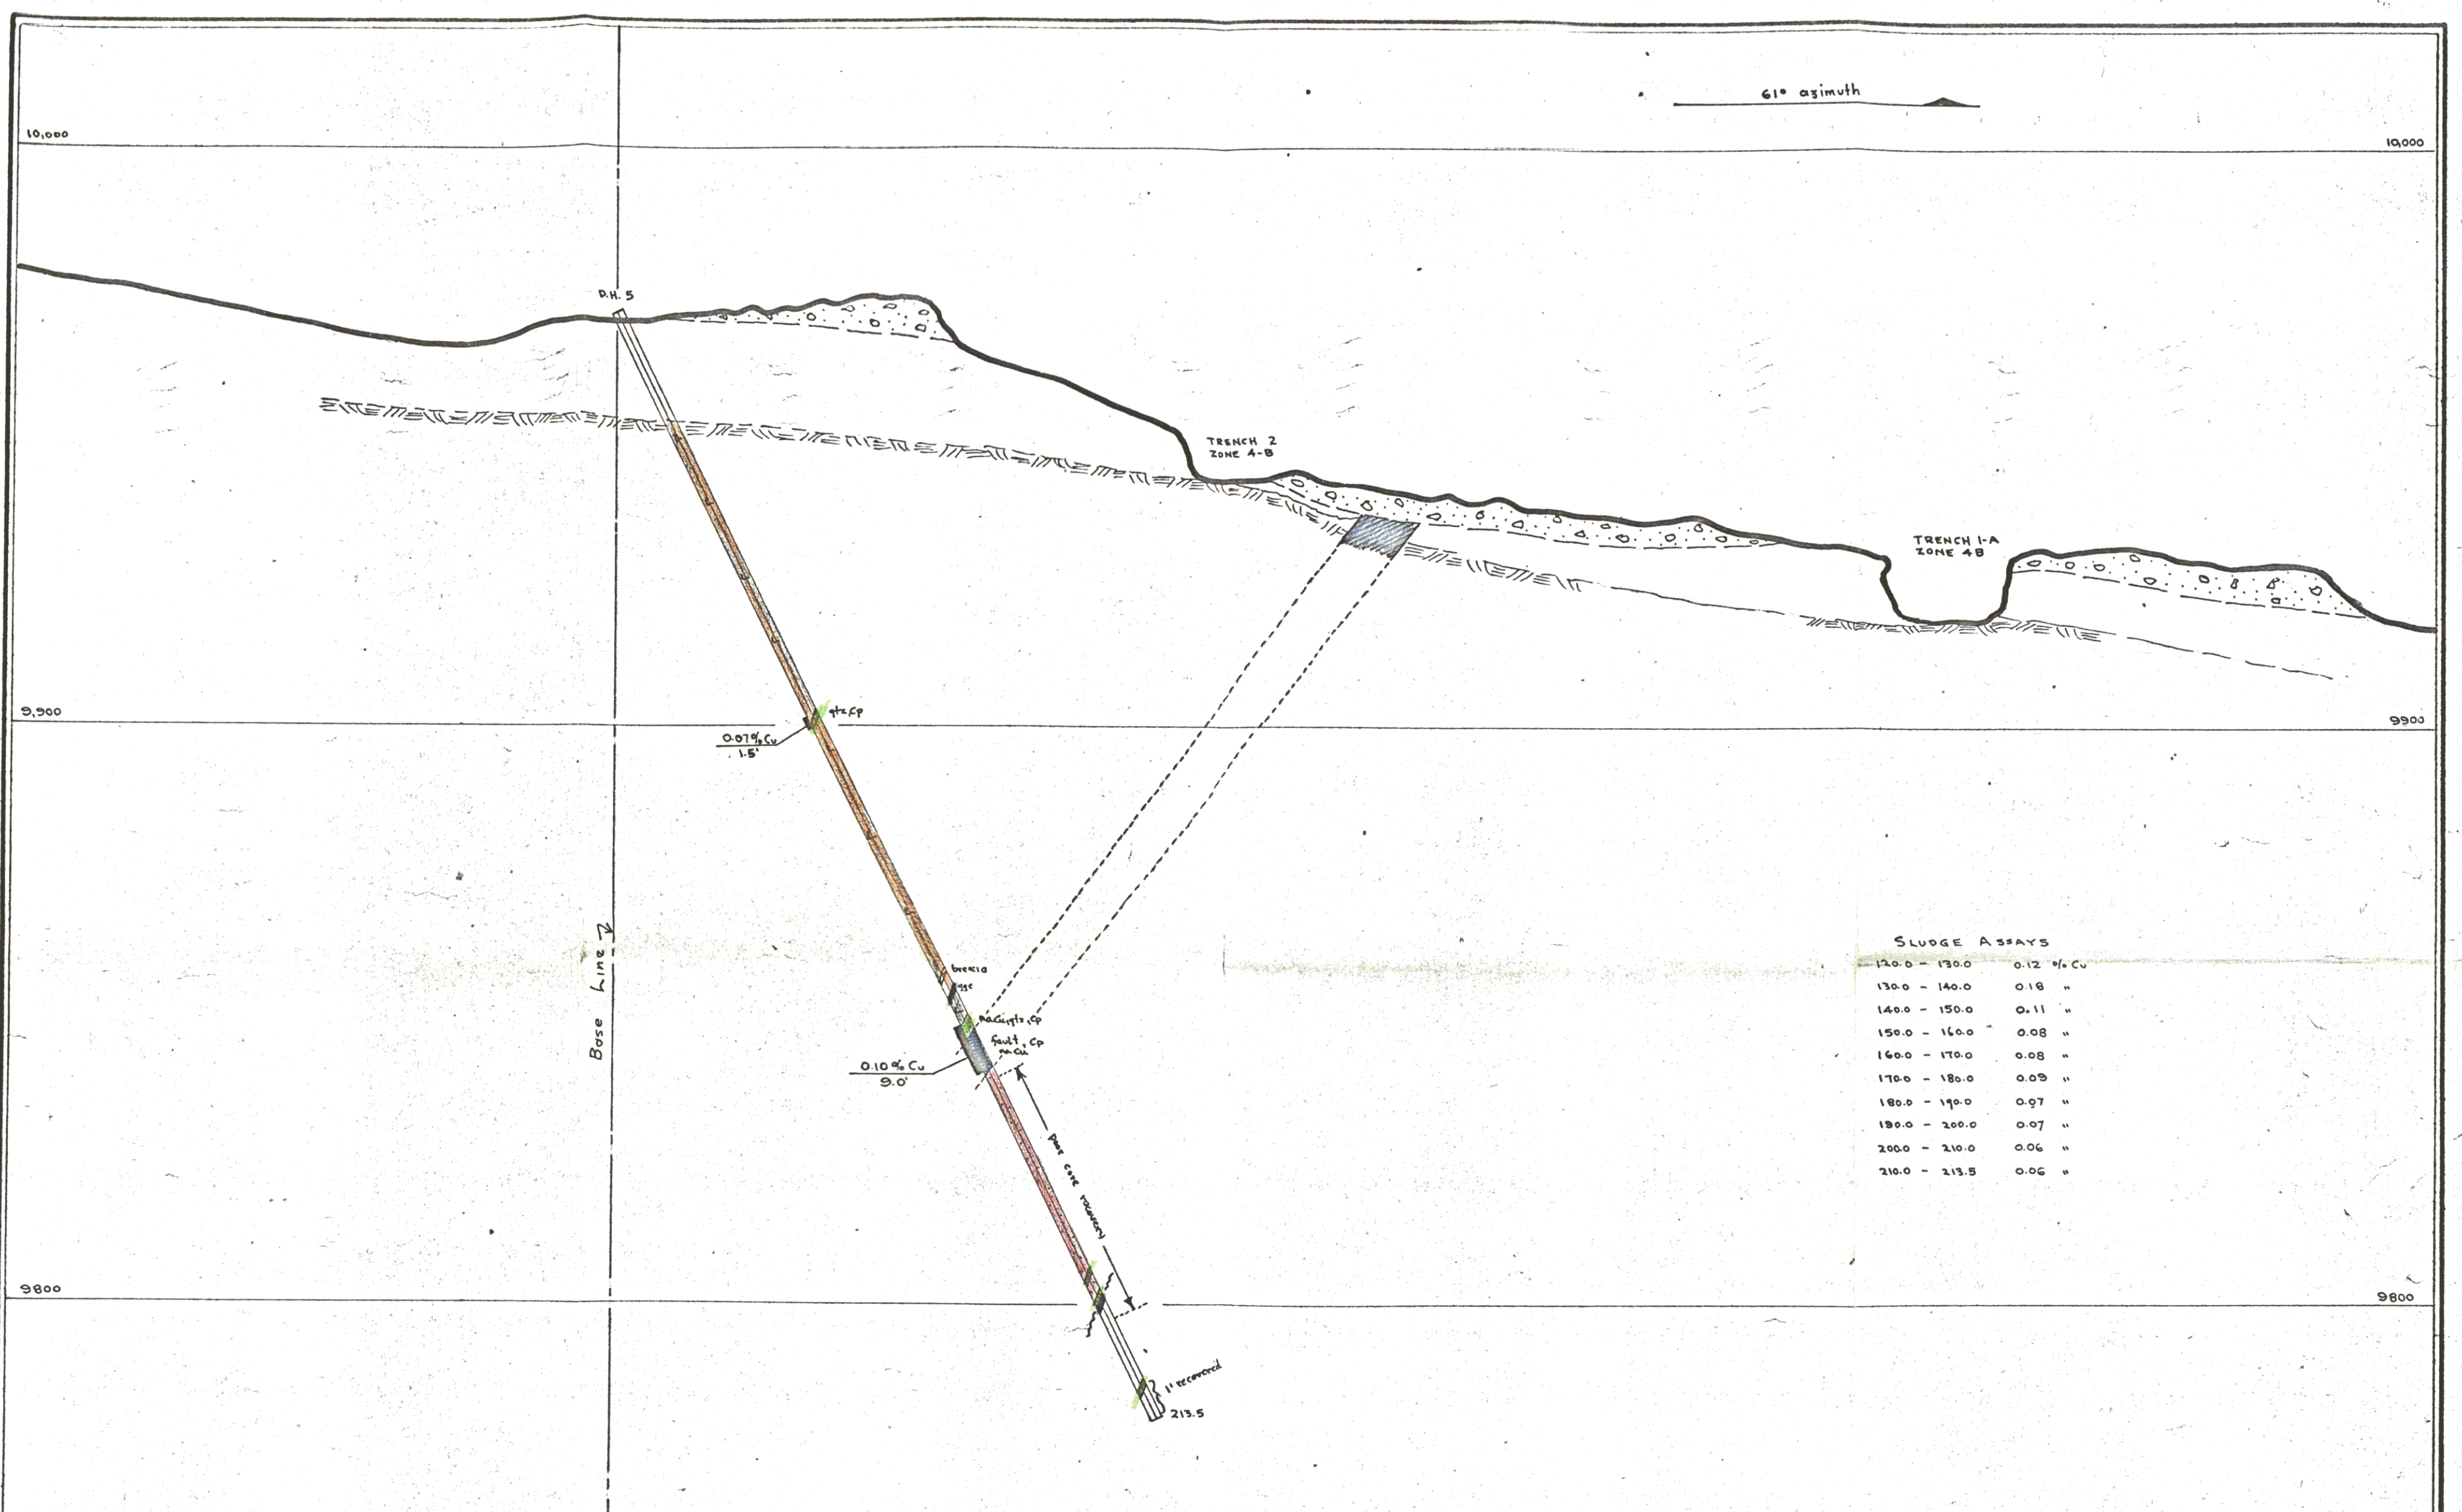 61° azimuth
10,000
10,000
D.H. 5
TRENCH 2
ZONE 4-B
TRENCH 1-A
ZONE 4B
9,900
9900
qtz, Cp
0.07% Cu
1.5'
Base Line
breccia
gge
qtz, Cp
fault, Cp
0.10% Cu
9.0'
poor core recovery
SLUDGE ASSAYS
120.0 - 130.0 0.12 % Cu
130.0 - 140.0 0.18 "
140.0 - 150.0 0.11 "
150.0 - 160.0 0.08 "
160.0 - 170.0 0.08 "
170.0 - 180.0 0.09 "
180.0 - 190.0 0.07 "
190.0 - 200.0 0.07 "
200.0 - 210.0 0.06 "
210.0 - 213.5 0.06 "
9800
9800
1' recovered
213.5